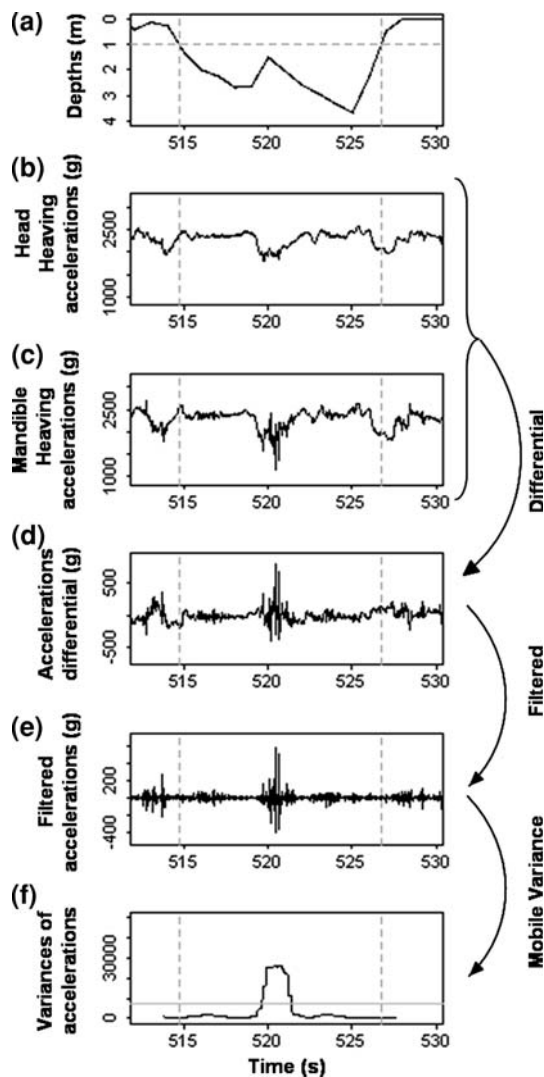 (a)
Depths (m)
0
1
2
3
4
515 520 525 530
(b)
Head
Heaving
accelerations (g)
2500
1000
515 520 525 530
(c)
Mandible
Heaving
accelerations (g)
2500
1000
515 520 525 530
Differential
(d)
Accelerations
differential (g)
500
-500
515 520 525 530
Filtered
(e)
Filtered
accelerations (g)
200
-400
515 520 525 530
Mobile Variance
(f)
Variances of
accelerations
30000
0
515 520 525 530
Time (s)